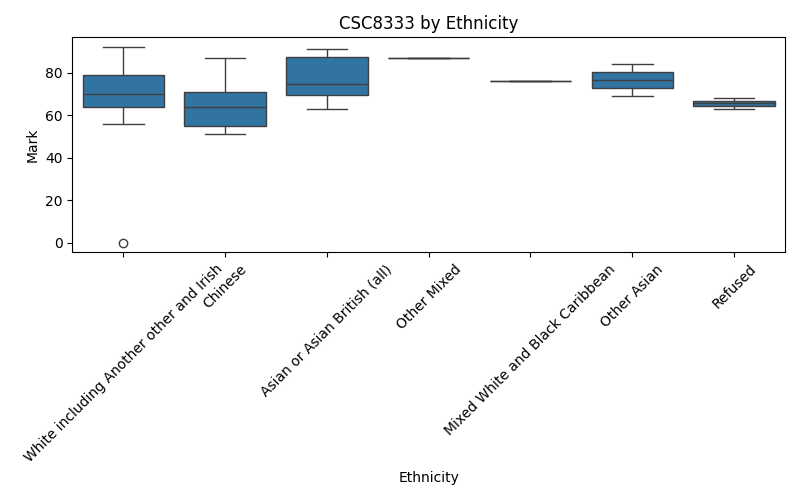 CSC8333 by Ethnicity
Mark
80
60
40
20
0
White including Another other and Irish
Chinese
Asian or Asian British (all)
Other Mixed
Mixed White and Black Caribbean
Other Asian
Refused
Ethnicity